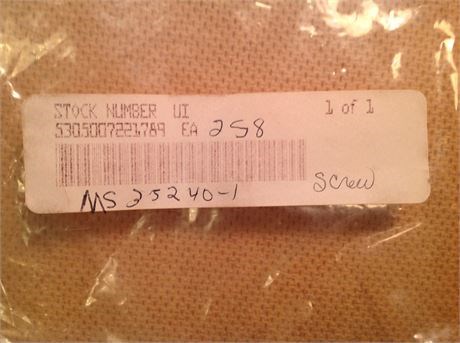 STOCK NUMBER UI 1 of 1
5305007221789 EA 258
MS 25240-1 Screw